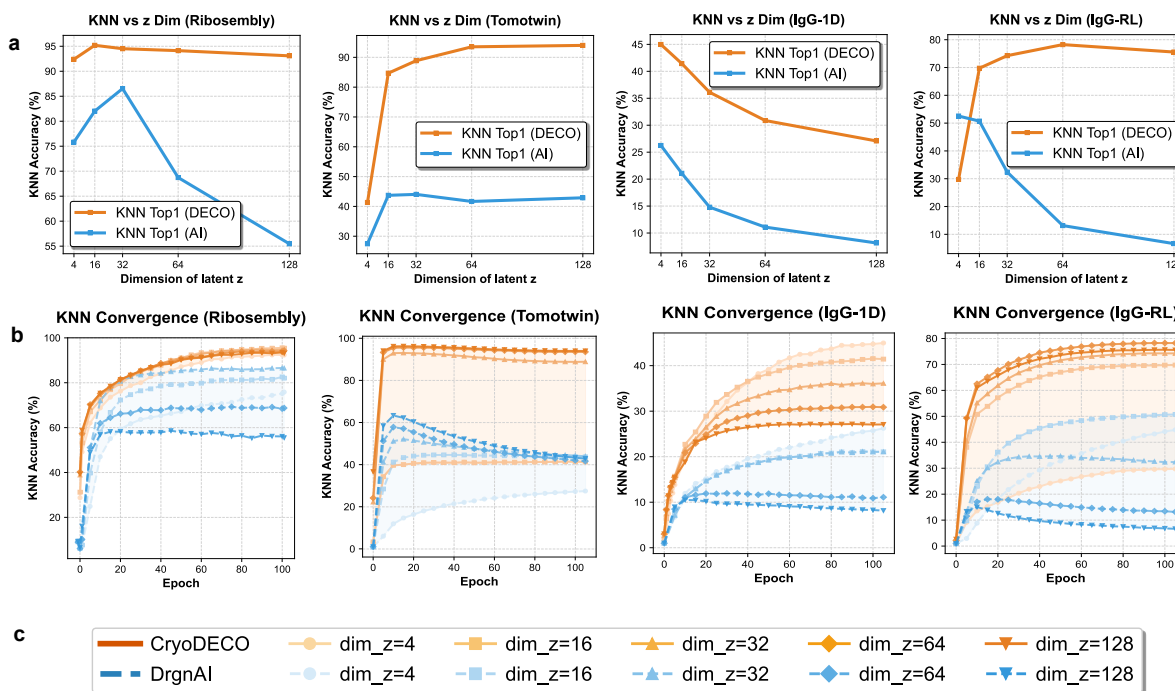 KNN vs z Dim (Ribosembly)
KNN vs z Dim (Tomotwin)
KNN vs z Dim (IgG-1D)
KNN vs z Dim (IgG-RL)
a
KNN Accuracy (%)
95
90
85
80
75
70
65
60
55
KNN Top1 (DECO)
KNN Top1 (AI)
4 16 32 64 128
Dimension of latent z
KNN Accuracy (%)
90
80
70
60
50
40
30
KNN Top1 (DECO)
KNN Top1 (AI)
4 16 32 64 128
Dimension of latent z
KNN Accuracy (%)
45
40
35
30
25
20
15
10
KNN Top1 (DECO)
KNN Top1 (AI)
4 16 32 64 128
Dimension of latent z
KNN Accuracy (%)
80
70
60
50
40
30
20
10
KNN Top1 (DECO)
KNN Top1 (AI)
4 16 32 64 128
Dimension of latent z
b
KNN Convergence (Ribosembly)
KNN Convergence (Tomotwin)
KNN Convergence (IgG-1D)
KNN Convergence (IgG-RL)
KNN Accuracy (%)
100
80
60
40
20
0 20 40 60 80 100
Epoch
KNN Accuracy (%)
100
80
60
40
20
0
0 20 40 60 80 100
Epoch
KNN Accuracy (%)
40
30
20
10
0
0 20 40 60 80 100
Epoch
KNN Accuracy (%)
80
70
60
50
40
30
20
10
0
0 20 40 60 80 100
Epoch
c
CryoDECO dim_z=4 dim_z=16 dim_z=32 dim_z=64 dim_z=128
DrgnAI dim_z=4 dim_z=16 dim_z=32 dim_z=64 dim_z=128